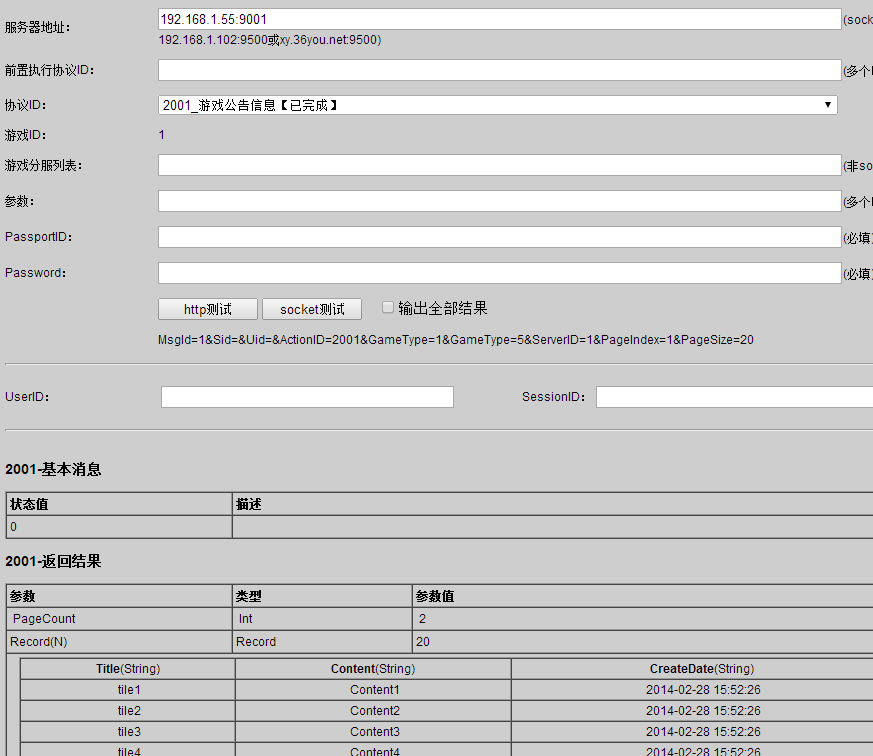 服务器地址：
192.168.1.55:9001
(sock
192.168.1.102:9500或xy.36you.net:9500)
前置执行协议ID：
(多个
协议ID：
2001_游戏公告信息【已完成】
游戏ID：
1
游戏分服列表：
(非so
参数：
(多个
PassportID：
(必填
Password：
(必填
http测试 socket测试 输出全部结果
MsgId=1&Sid=&Uid=&ActionID=2001&GameType=1&GameType=5&ServerID=1&PageIndex=1&PageSize=20
UserID： SessionID：
2001-基本消息
状态值 描述
0
2001-返回结果
参数 类型 参数值
PageCount Int 2
Record(N) Record 20
Title(String) Content(String) CreateDate(String)
tile1 Content1 2014-02-28 15:52:26
tile2 Content2 2014-02-28 15:52:26
tile3 Content3 2014-02-28 15:52:26
tile4 Content4 2014-02-28 15:52:26